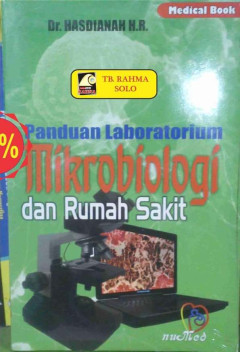 Medical Book
Dr. HASDIANAH H.R.
TB. RAHMA
SOLO
%
Panduan Laboratorium
Mikrobiologi
dan Rumah Sakit
nuMed